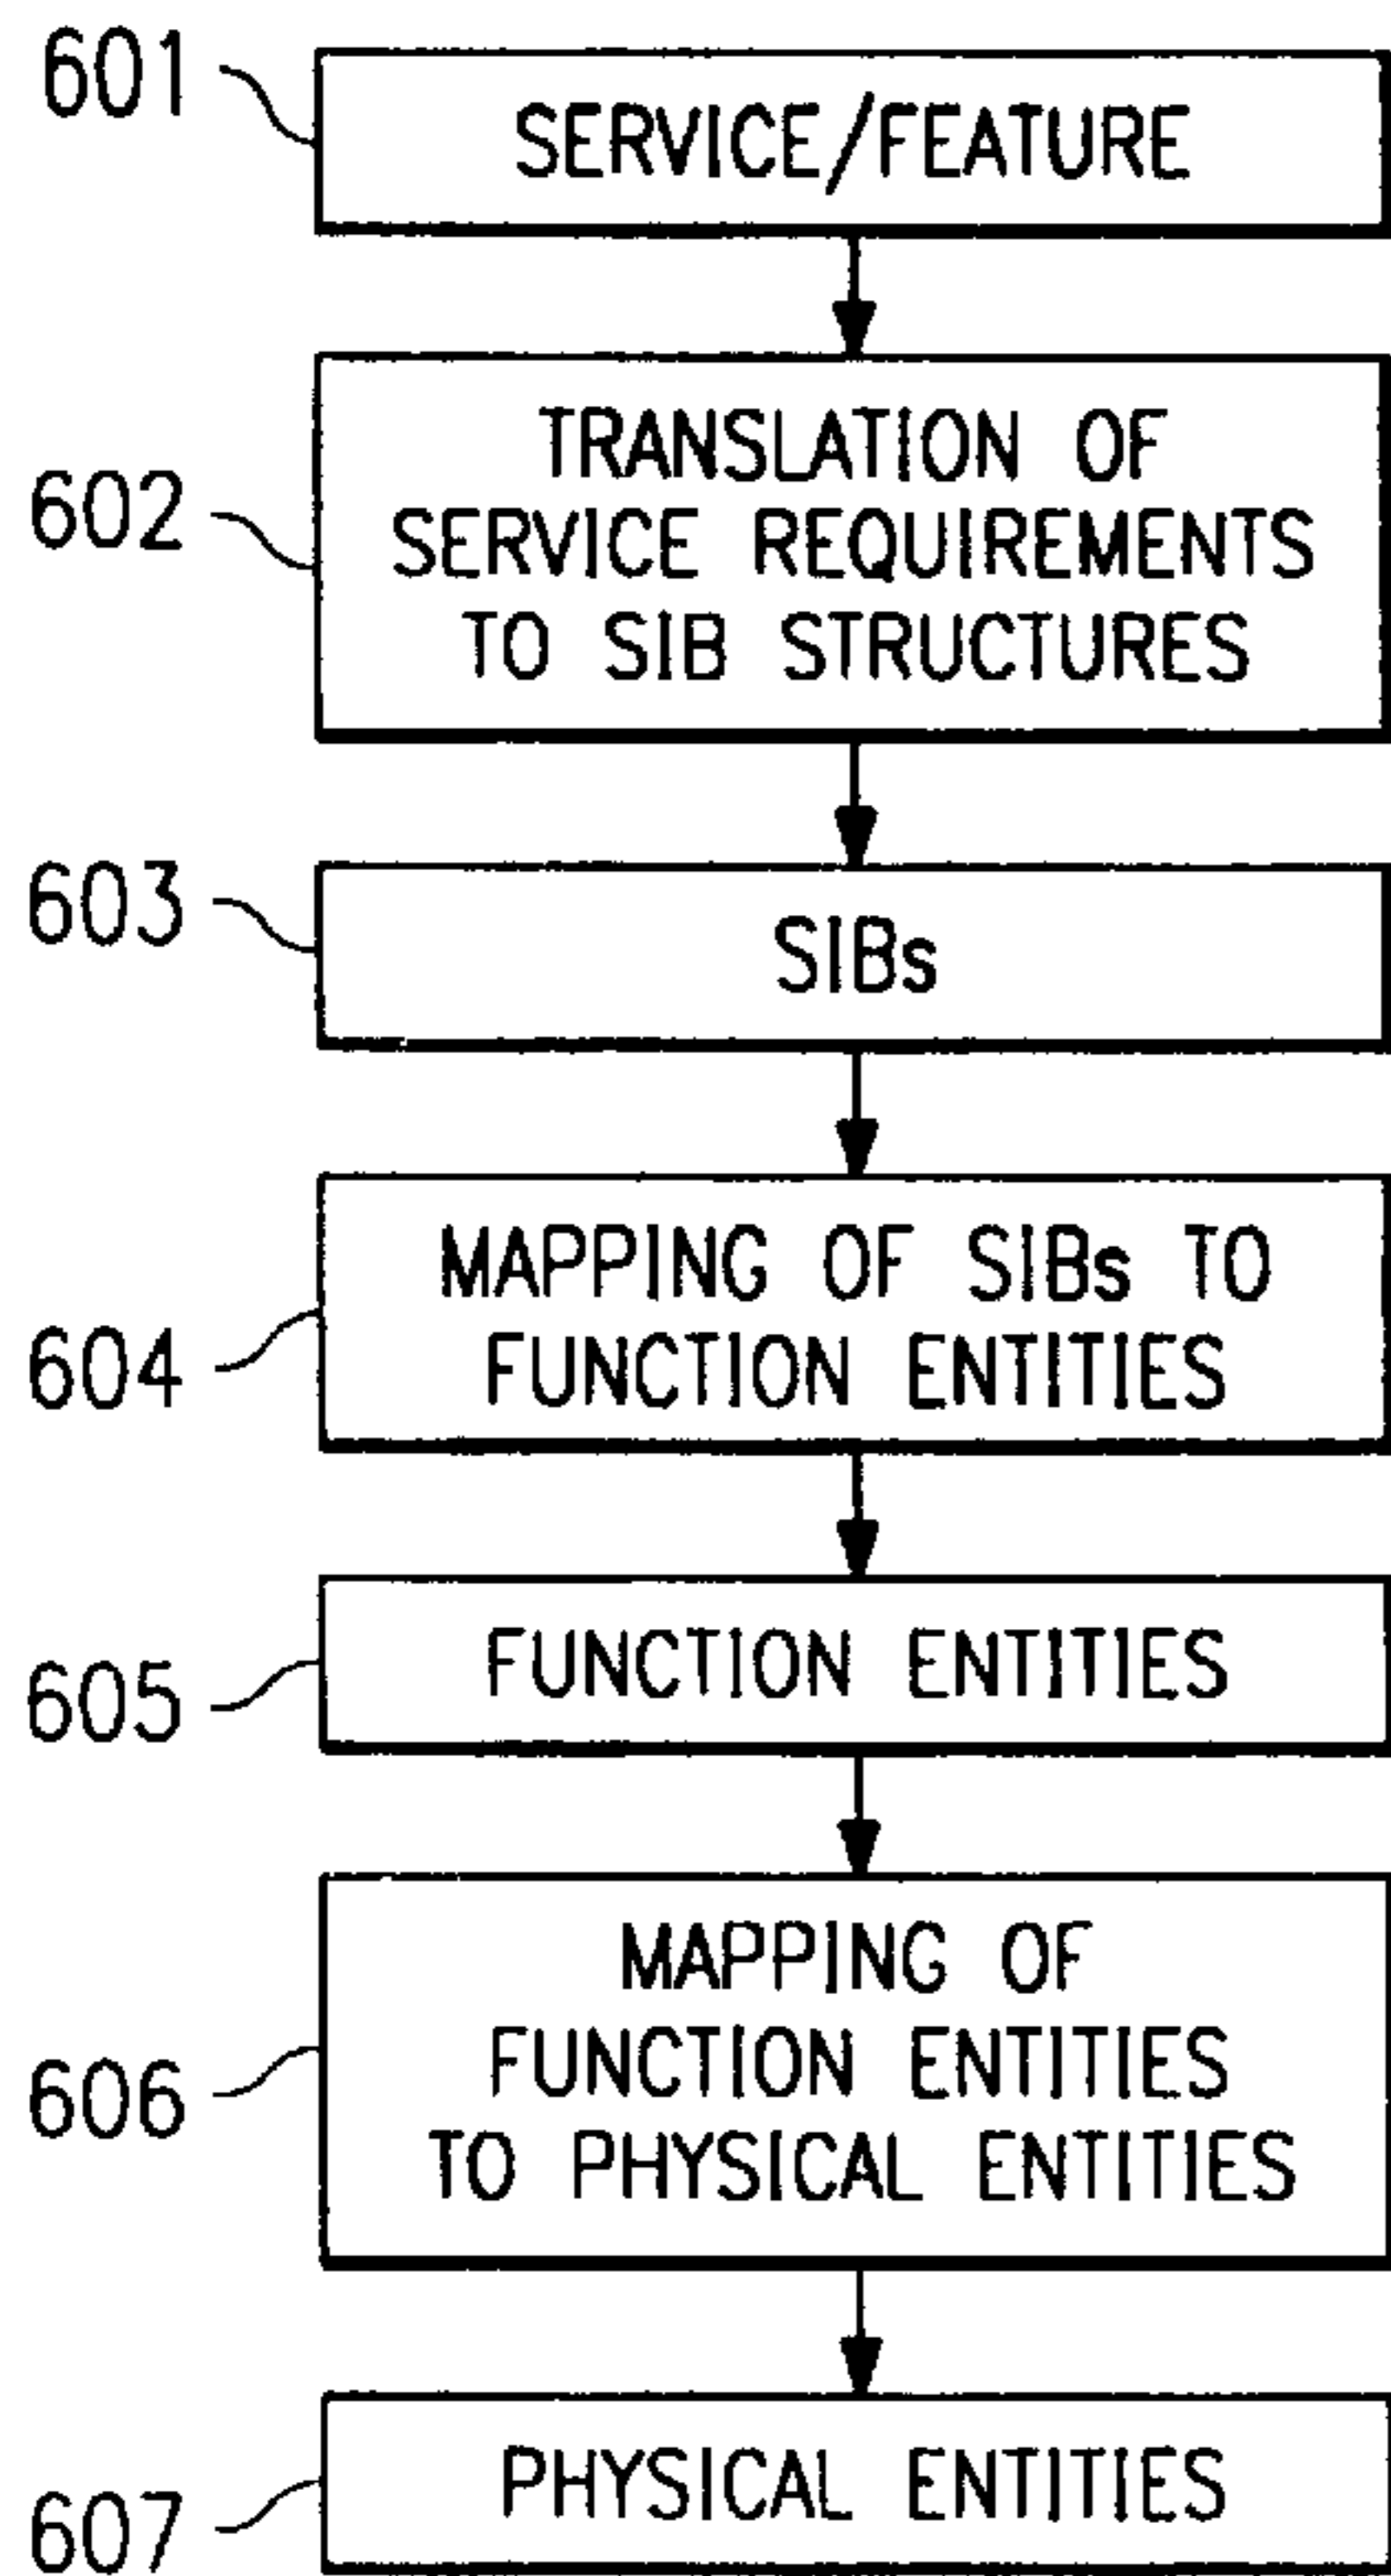 601
SERVICE/FEATURE
602
TRANSLATION OF
SERVICE REQUIREMENTS
TO SIB STRUCTURES
603
SIBs
604
MAPPING OF SIBs TO
FUNCTION ENTITIES
605
FUNCTION ENTITIES
606
MAPPING OF
FUNCTION ENTITIES
TO PHYSICAL ENTITIES
607
PHYSICAL ENTITIES